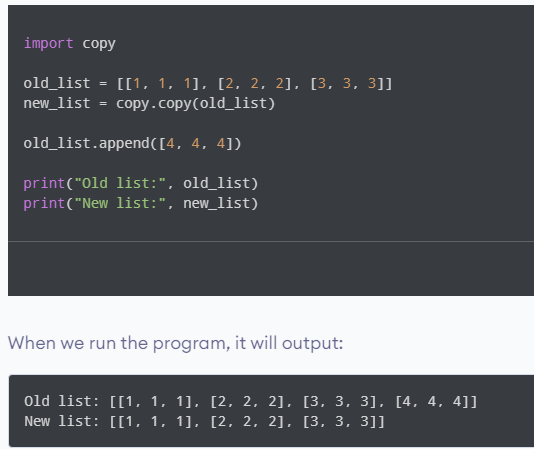 import copy
old_list = [[1, 1, 1], [2, 2, 2], [3, 3, 3]]
new_list = copy.copy(old_list)
old_list.append([4, 4, 4])
print("Old list:", old_list)
print("New list:", new_list)
When we run the program, it will output:
Old list: [[1, 1, 1], [2, 2, 2], [3, 3, 3], [4, 4, 4]]
New list: [[1, 1, 1], [2, 2, 2], [3, 3, 3]]